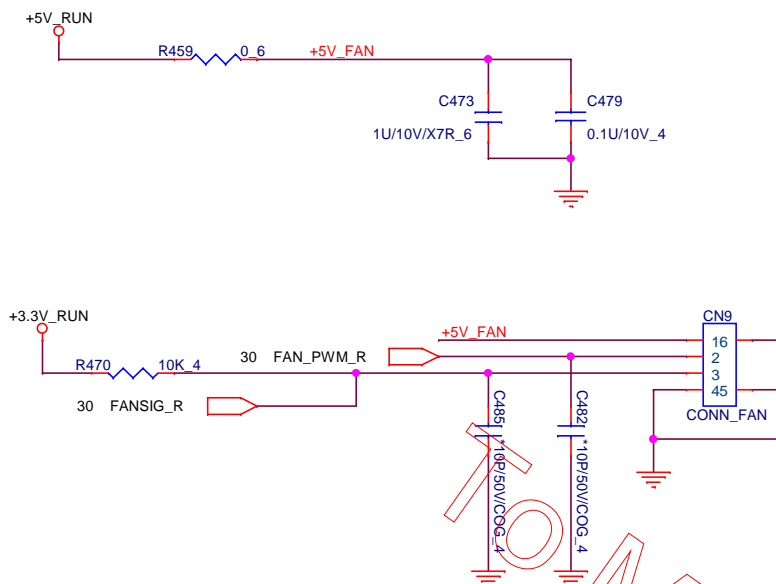 +5V_RUN
R459 0_6 +5V_FAN
C473 C479
1U/10V/X7R_6 0.1U/10V_4
+3.3V_RUN
CN9
+5V_FAN
R470 10K_4 30 FAN_PWM_R
30 FANSIG_R
16
2
3
45
CONN_FAN
C485 *10P/50V/COG_4
C482 *10P/50V/COG_4